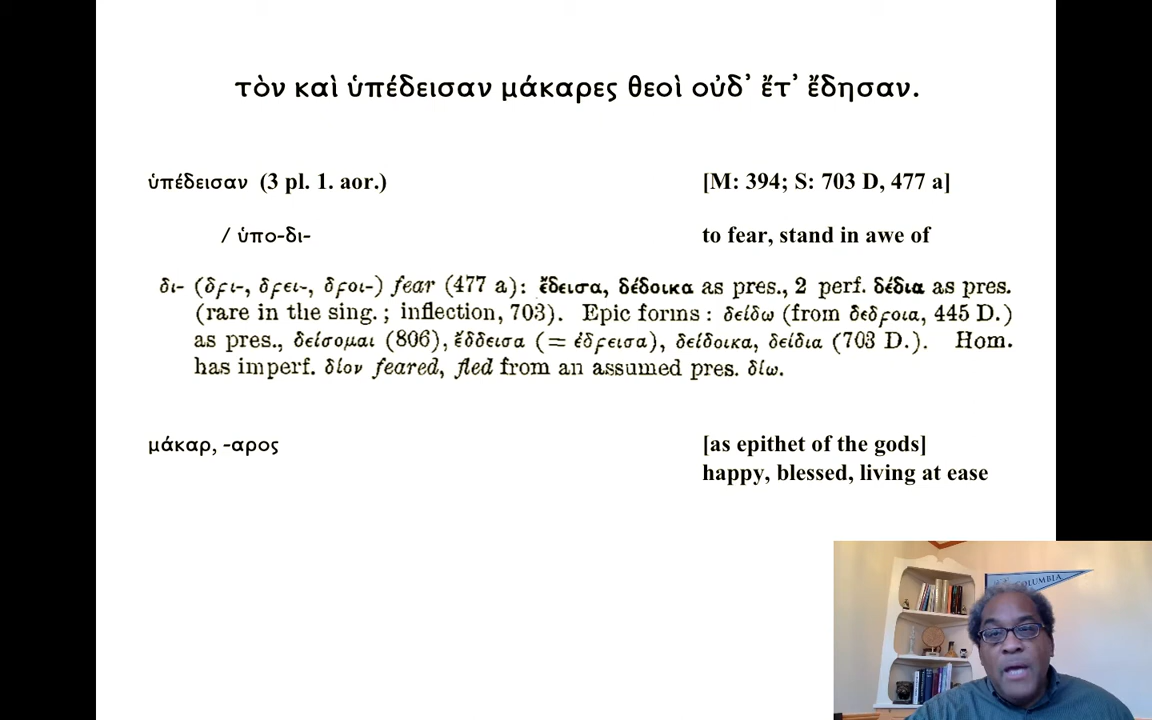 τὸν καὶ ὑπέδεισαν μάκαρες θεοὶ οὐδ’ ἔτ’ ἔδησαν.
ὑπέδεισαν (3 pl. 1. aor.) [M: 394; S: 703 D, 477 a]
/ ὑπο-δι- to fear, stand in awe of
δι- (δϝι-, δϝει-, δϝοι-) fear (477 a): ἔδεισα, δέδοικα as pres., 2 perf. δέδια as pres.
(rare in the sing.; inflection, 703). Epic forms: δείδω (from δεδϝοια, 445 D.)
as pres., δείσομαι (806), ἔδδεισα (= ἐδϝεισα), δείδοικα, δείδια (703 D.). Hom.
has imperf. δίον feared, fled from an assumed pres. δίω.
μάκαρ, -αρος [as epithet of the gods]
happy, blessed, living at ease
COLUMBIA